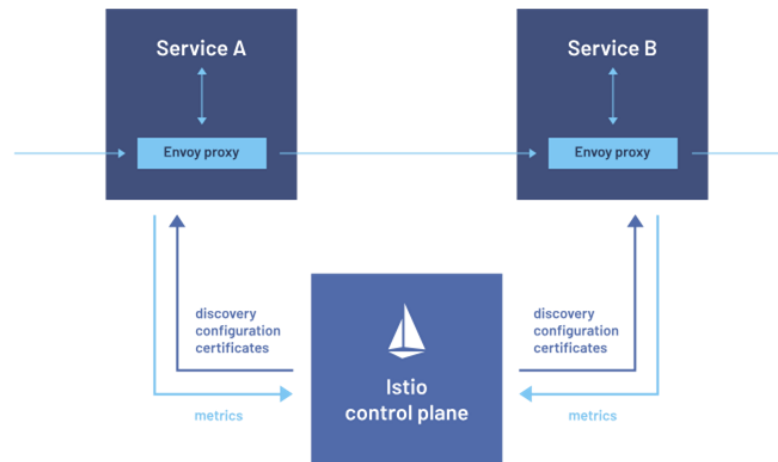 Service A
Service B
Envoy proxy
Envoy proxy
discovery
configuration
certificates
discovery
configuration
certificates
Istio
control plane
metrics
metrics